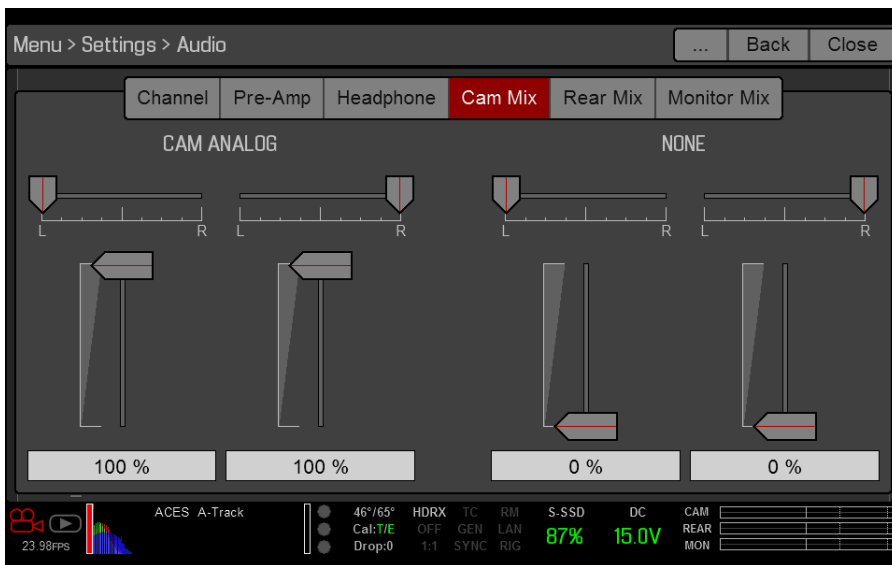 Menu > Settings > Audio
... Back Close
Channel Pre-Amp Headphone Cam Mix Rear Mix Monitor Mix
CAM ANALOG NONE
L R L R L R L R
100 % 100 % 0 % 0 %
ACES A-Track 46°/65° HDRX TC RM S-SSD DC CAM
Cal:T/E OFF GEN LAN 87% 15.0V REAR
23.98FPS Drop:0 1:1 SYNC RIG MON